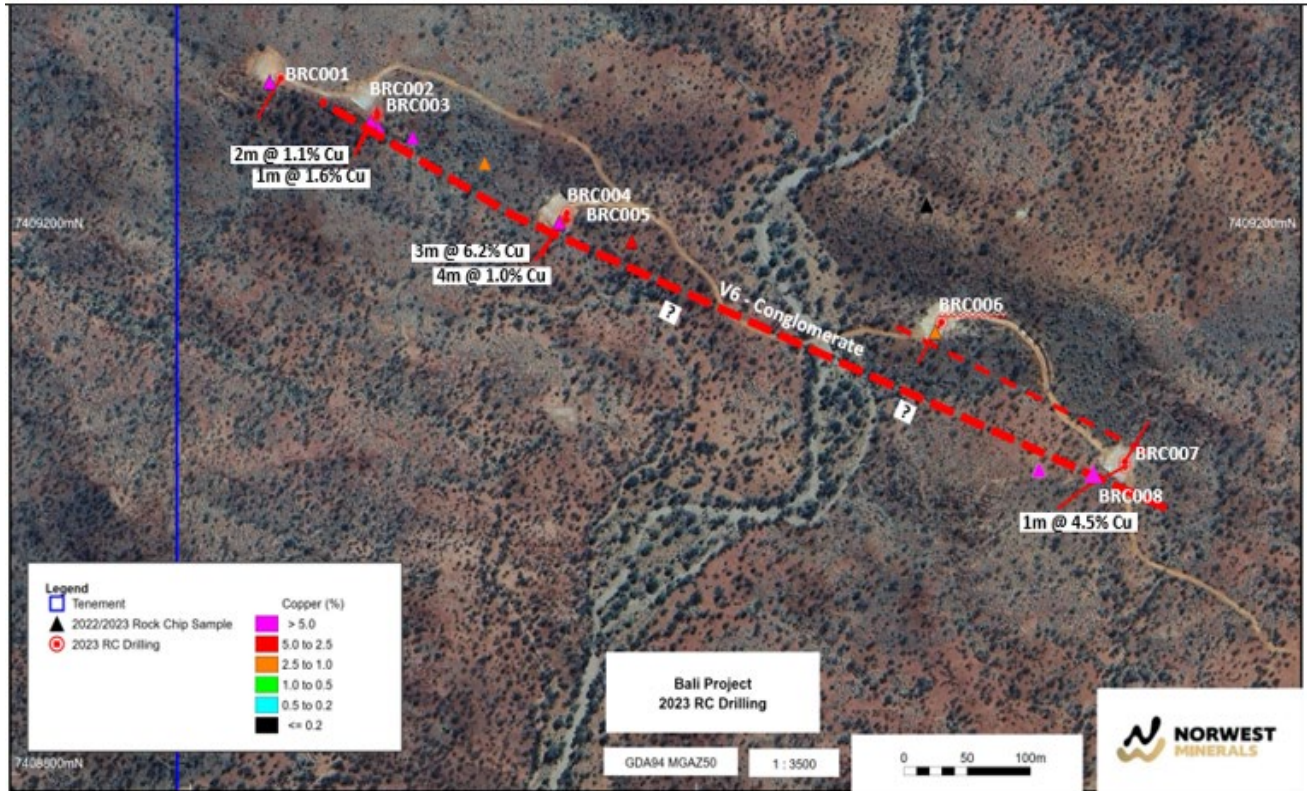 BRC001
BRC002
BRC003
2m @ 1.1% Cu
1m @ 1.6% Cu
7409200mN
7409200mN
BRC004
BRC005
3m @ 6.2% Cu
4m @ 1.0% Cu
V6 - Conglomerate
?
?
BRC006
BRC007
BRC008
1m @ 4.5% Cu
Legend
Tenement
2022/2023 Rock Chip Sample
2023 RC Drilling
Copper (%)
> 5.0
5.0 to 2.5
2.5 to 1.0
1.0 to 0.5
0.5 to 0.2
<= 0.2
Bali Project
2023 RC Drilling
GDA94 MGAZ50
1 : 3500
0 50 100m
NORWEST
MINERALS
7408800mN